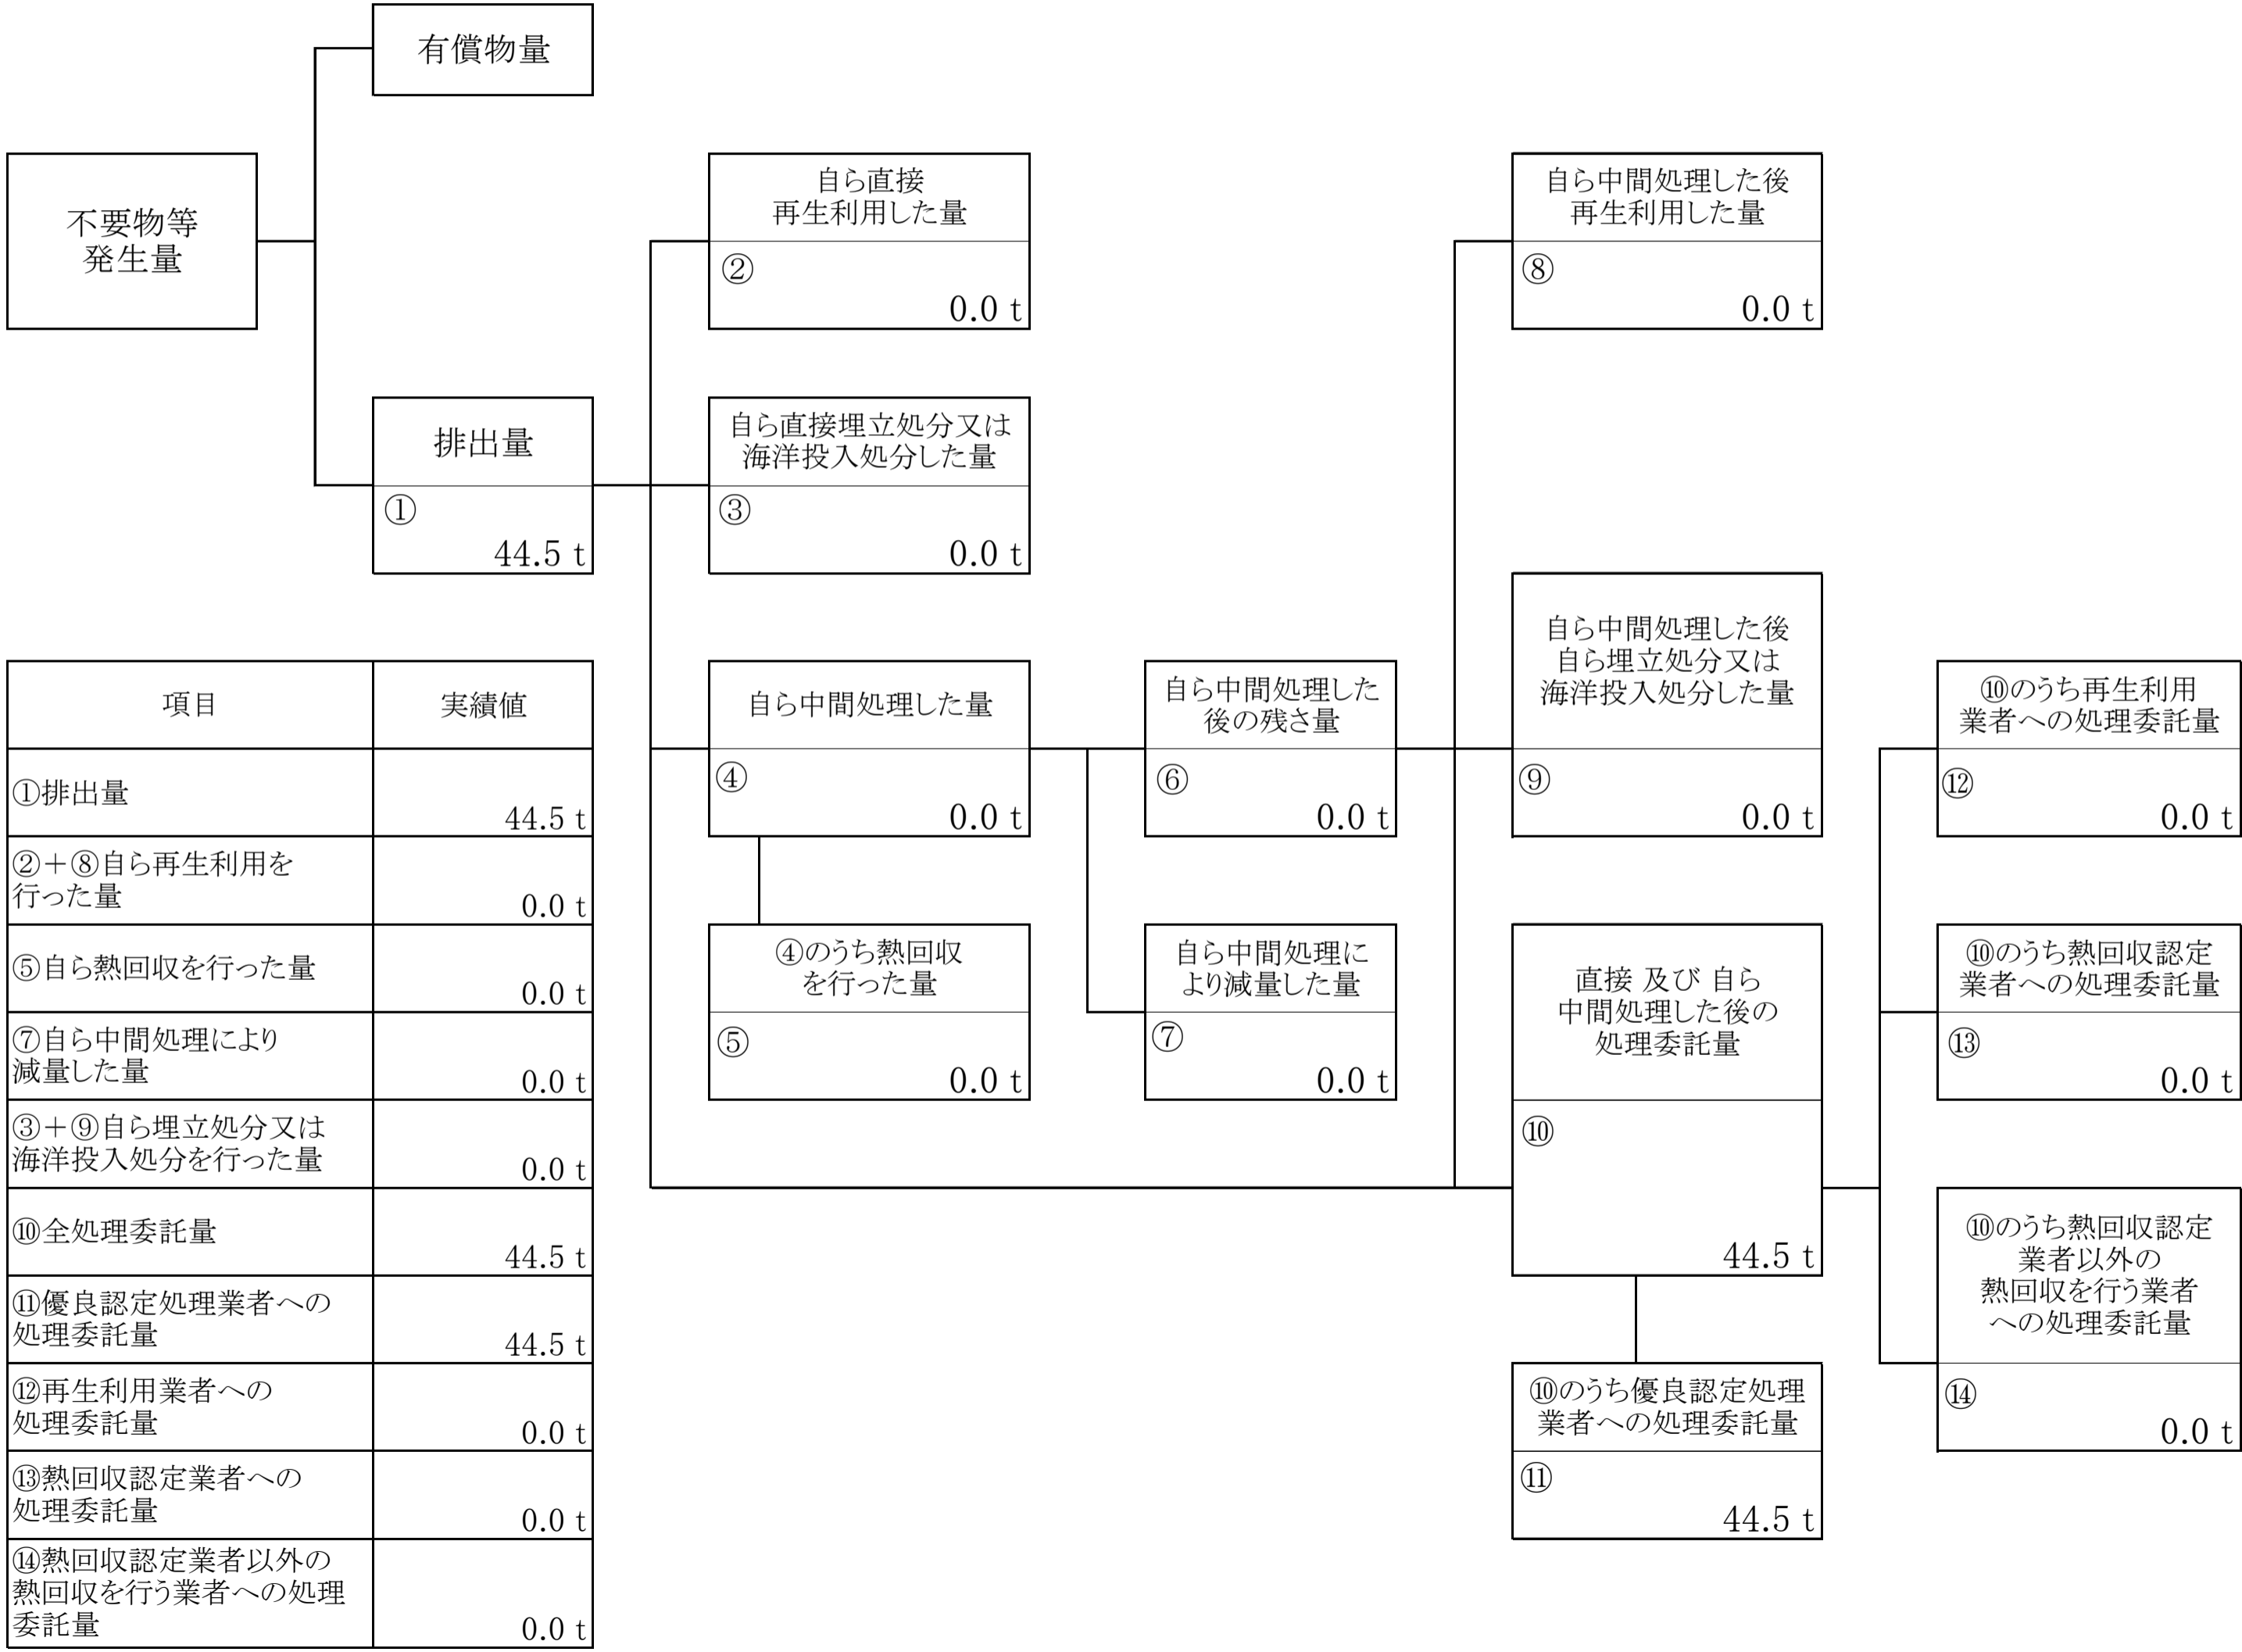 有償物量
不要物等
発生量
排出量
①
44.5 t
自ら直接
再生利用した量
②
0.0 t
自ら直接埋立処分又は
海洋投入処分した量
③
0.0 t
自ら中間処理した量
④
0.0 t
④のうち熱回収
を行った量
⑤
0.0 t
自ら中間処理した
後の残さ量
⑥
0.0 t
自ら中間処理に
より減量した量
⑦
0.0 t
自ら中間処理した後
再生利用した量
⑧
0.0 t
自ら中間処理した後
自ら埋立処分又は
海洋投入処分した量
⑨
0.0 t
直接 及び 自ら
中間処理した後の
処理委託量
⑩
44.5 t
⑩のうち優良認定処理
業者への処理委託量
⑪
44.5 t
⑩のうち再生利用
業者への処理委託量
⑫
0.0 t
⑩のうち熱回収認定
業者への処理委託量
⑬
0.0 t
⑩のうち熱回収認定
業者以外の
熱回収を行う業者
への処理委託量
⑭
0.0 t
項目 実績値
①排出量
44.5 t
②+⑧自ら再生利用を
行った量
0.0 t
⑤自ら熱回収を行った量
0.0 t
⑦自ら中間処理により
減量した量
0.0 t
③+⑨自ら埋立処分又は
海洋投入処分を行った量
0.0 t
⑩全処理委託量
44.5 t
⑪優良認定処理業者への
処理委託量
44.5 t
⑫再生利用業者への
処理委託量
0.0 t
⑬熱回収認定業者への
処理委託量
0.0 t
⑭熱回収認定業者以外の
熱回収を行う業者への処理
委託量
0.0 t